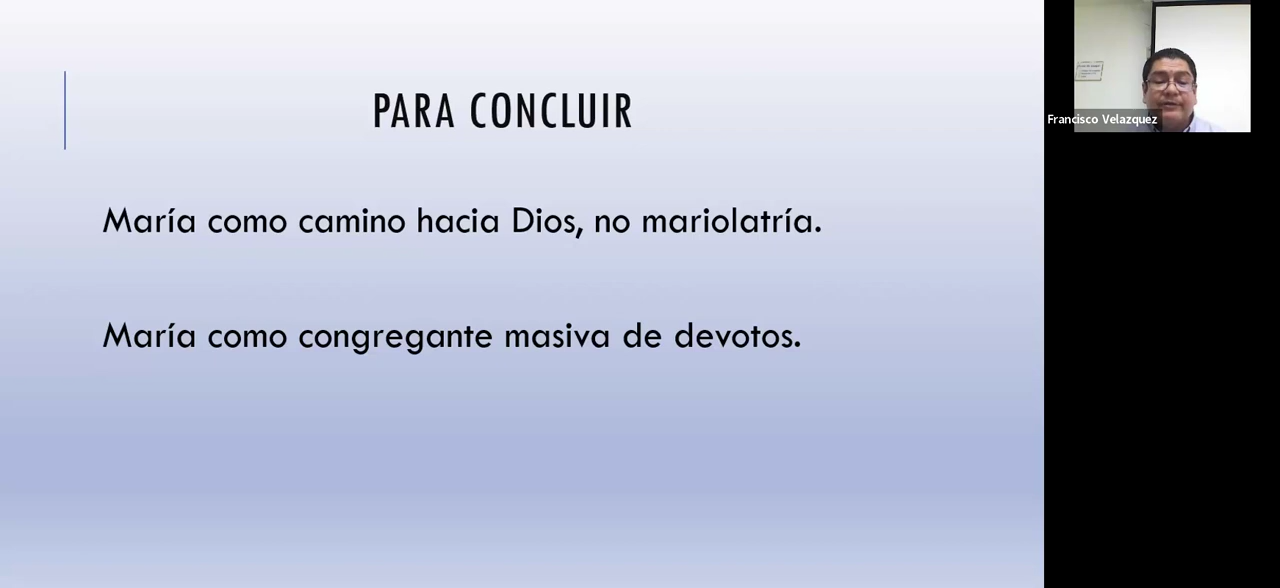 PARA CONCLUIR
María como camino hacia Dios, no mariolatría.
María como congregante masiva de devotos.
Francisco Velazquez